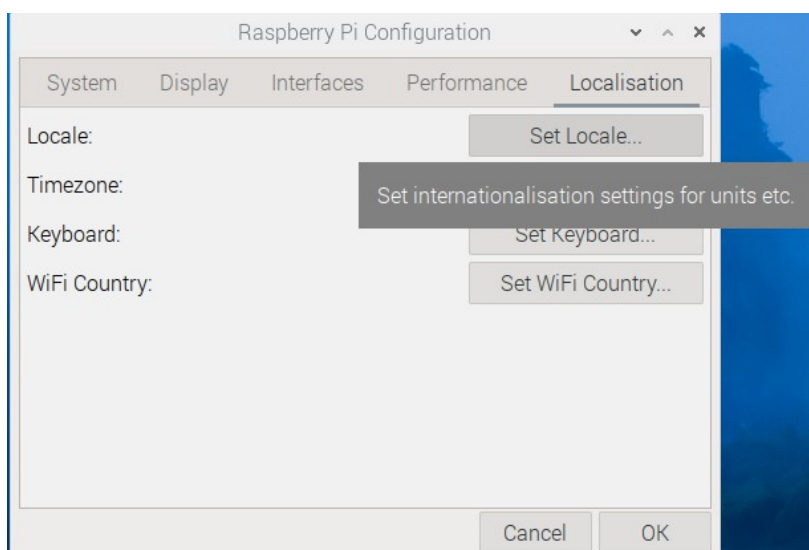 Raspberry Pi Configuration
System Display Interfaces Performance Localisation
Locale: Set Locale...
Timezone:
Set internationalisation settings for units etc.
Keyboard: Set Keyboard...
WiFi Country: Set WiFi Country...
Cancel OK